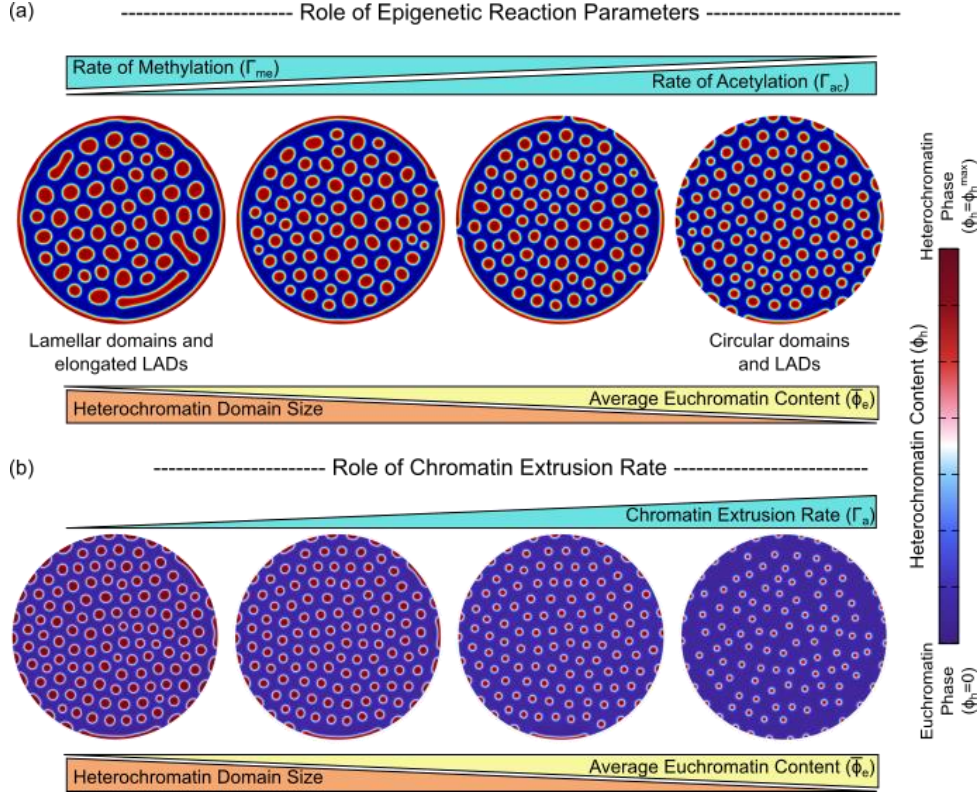 (a)
---------------- Role of Epigenetic Reaction Parameters ----------------
Rate of Methylation (Γme)
Rate of Acetylation (Γac)
Lamellar domains and
elongated LADs
Circular domains
and LADs
Average Euchromatin Content (ϕ̅e)
Heterochromatin Domain Size
(b)
---------------- Role of Chromatin Extrusion Rate ----------------
Chromatin Extrusion Rate (Γa)
Average Euchromatin Content (ϕ̅e)
Heterochromatin Domain Size
Heterochromatin
Phase
(ϕh=ϕh^max)
Heterochromatin Content (ϕh)
Euchromatin
Phase
(ϕh=0)